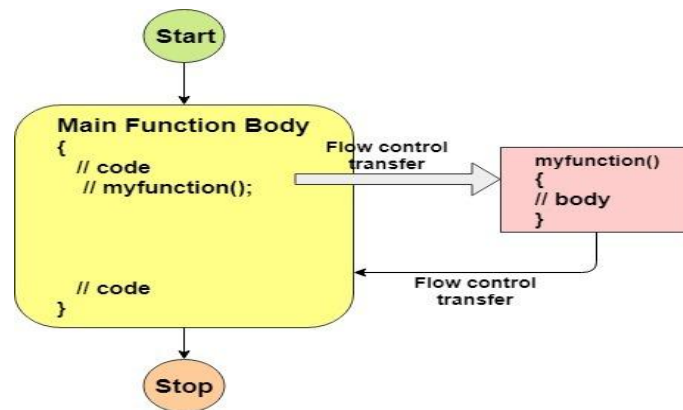 Start
Main Function Body
{
// code
// myfunction();
// code
}
Flow control
transfer
myfunction()
{
// body
}
Flow control
transfer
Stop